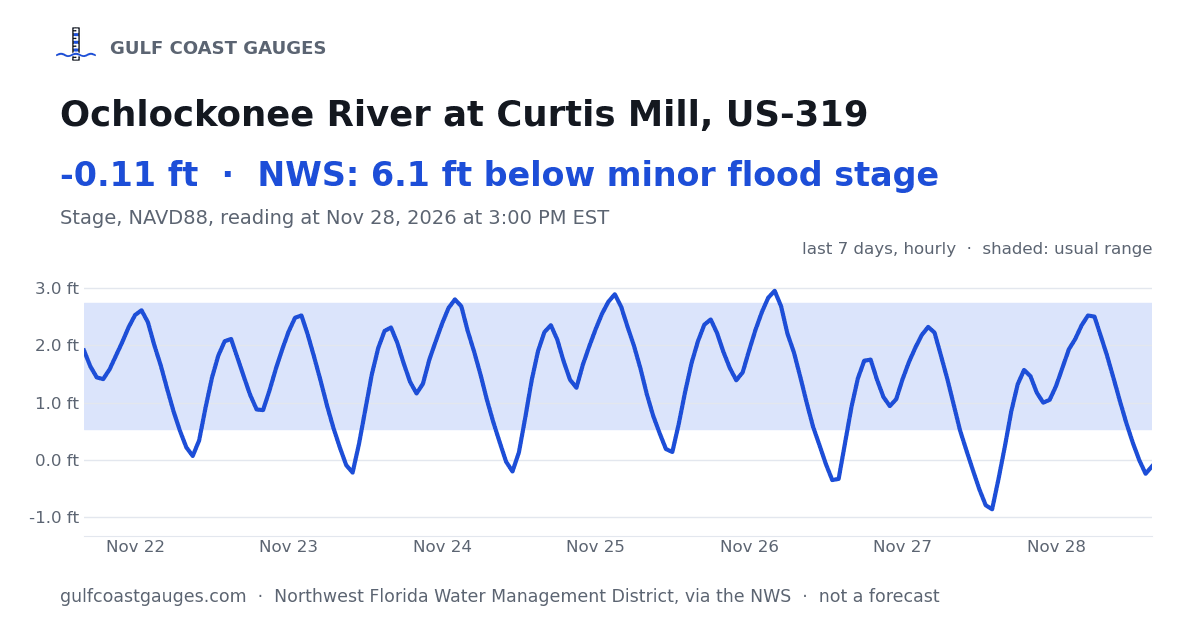 GULF COAST GAUGES
Ochlockonee River at Curtis Mill, US-319
-0.11 ft · NWS: 6.1 ft below minor flood stage
Stage, NAVD88, reading at Nov 28, 2026 at 3:00 PM EST
last 7 days, hourly · shaded: usual range
3.0 ft
2.0 ft
1.0 ft
0.0 ft
-1.0 ft
Nov 22 Nov 23 Nov 24 Nov 25 Nov 26 Nov 27 Nov 28
gulfcoastgauges.com · Northwest Florida Water Management District, via the NWS · not a forecast